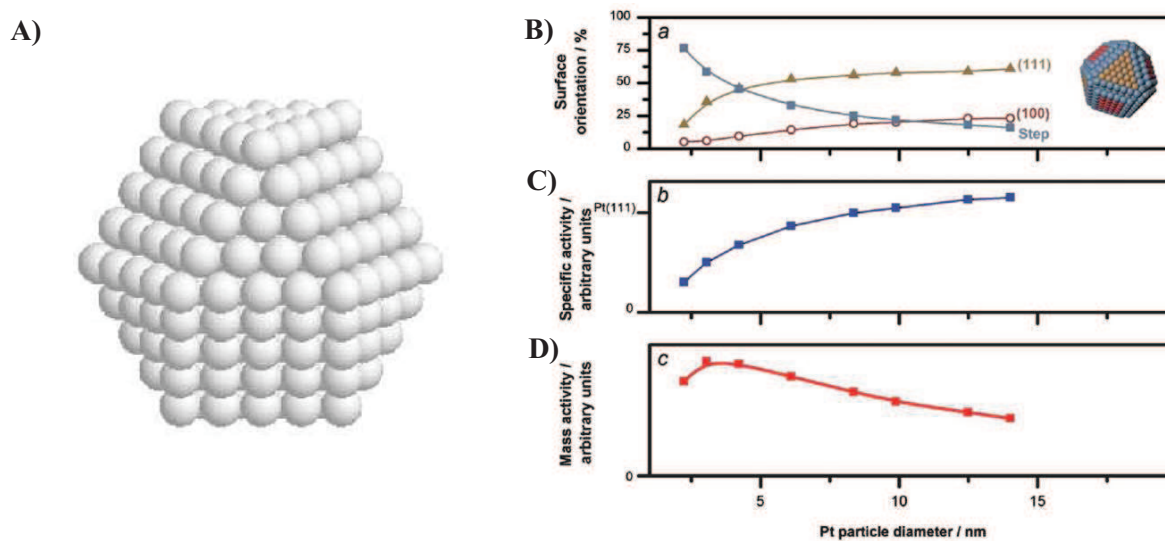 A)
B)
a
Surface
orientation / %
100
75
50
25
0
(111)
(100)
Step
C)
b
Specific activity /
arbitrary units
Pt(111)
0
D)
c
Mass activity /
arbitrary units
0
5
10
15
Pt particle diameter / nm